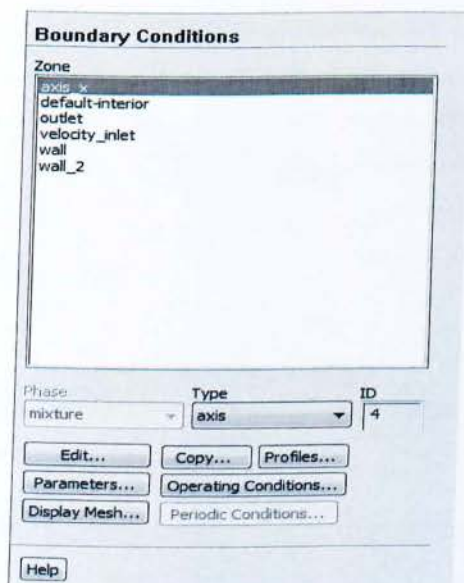 Boundary Conditions
Zone
axis_x
default-interior
outlet
velocity_inlet
wall
wall_2
Phase Type ID
mixture axis 4
Edit... Copy... Profiles...
Parameters... Operating Conditions...
Display Mesh... Periodic Conditions...
Help